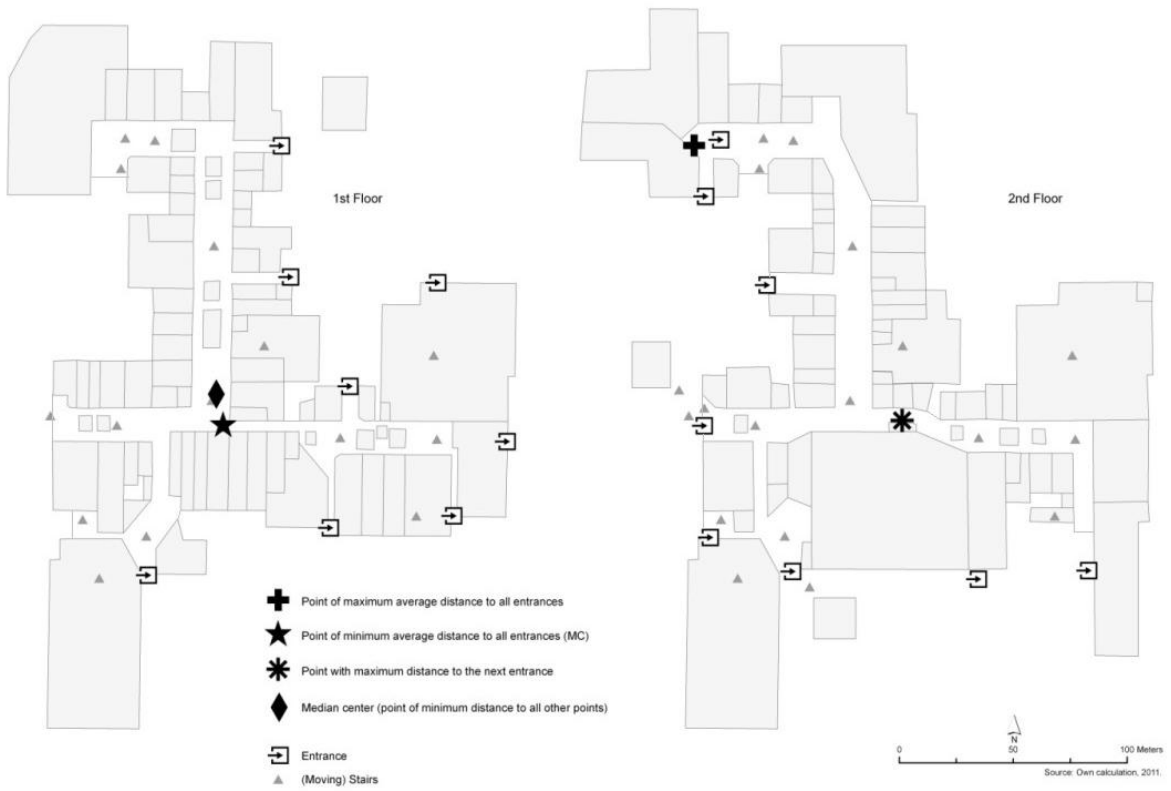 1st Floor
2nd Floor
Point of maximum average distance to all entrances
Point of minimum average distance to all entrances (MC)
Point with maximum distance to the next entrance
Median center (point of minimum distance to all other points)
Entrance
(Moving) Stairs
N
0 50 100 Meters
Source: Own calculation, 2011.